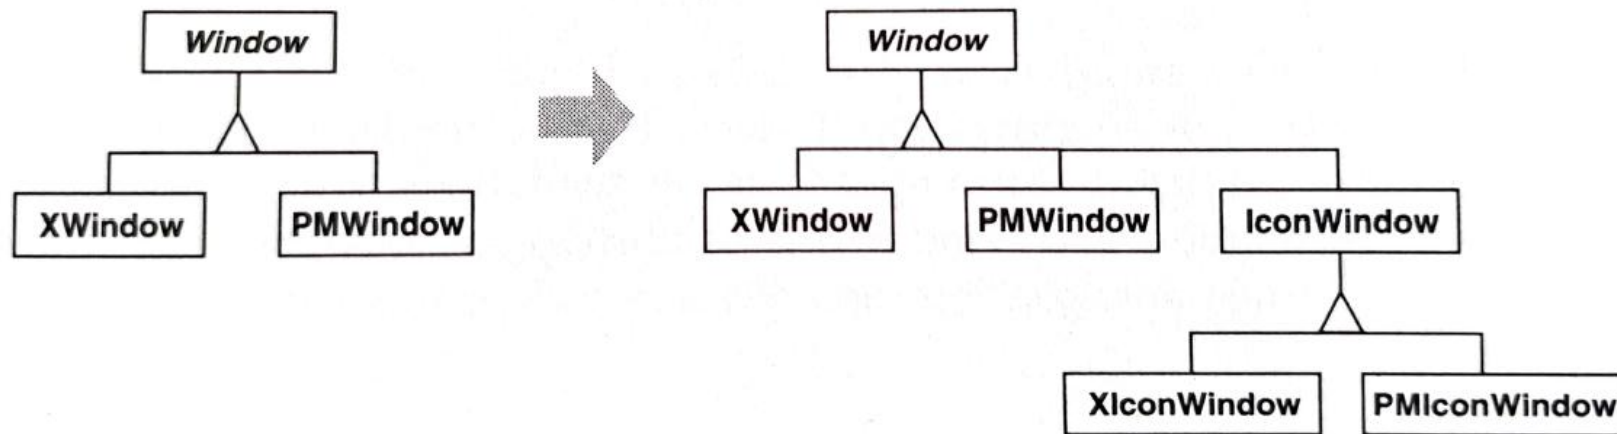 Window
XWindow
PMWindow
Window
XWindow
PMWindow
IconWindow
XIconWindow
PMIconWindow